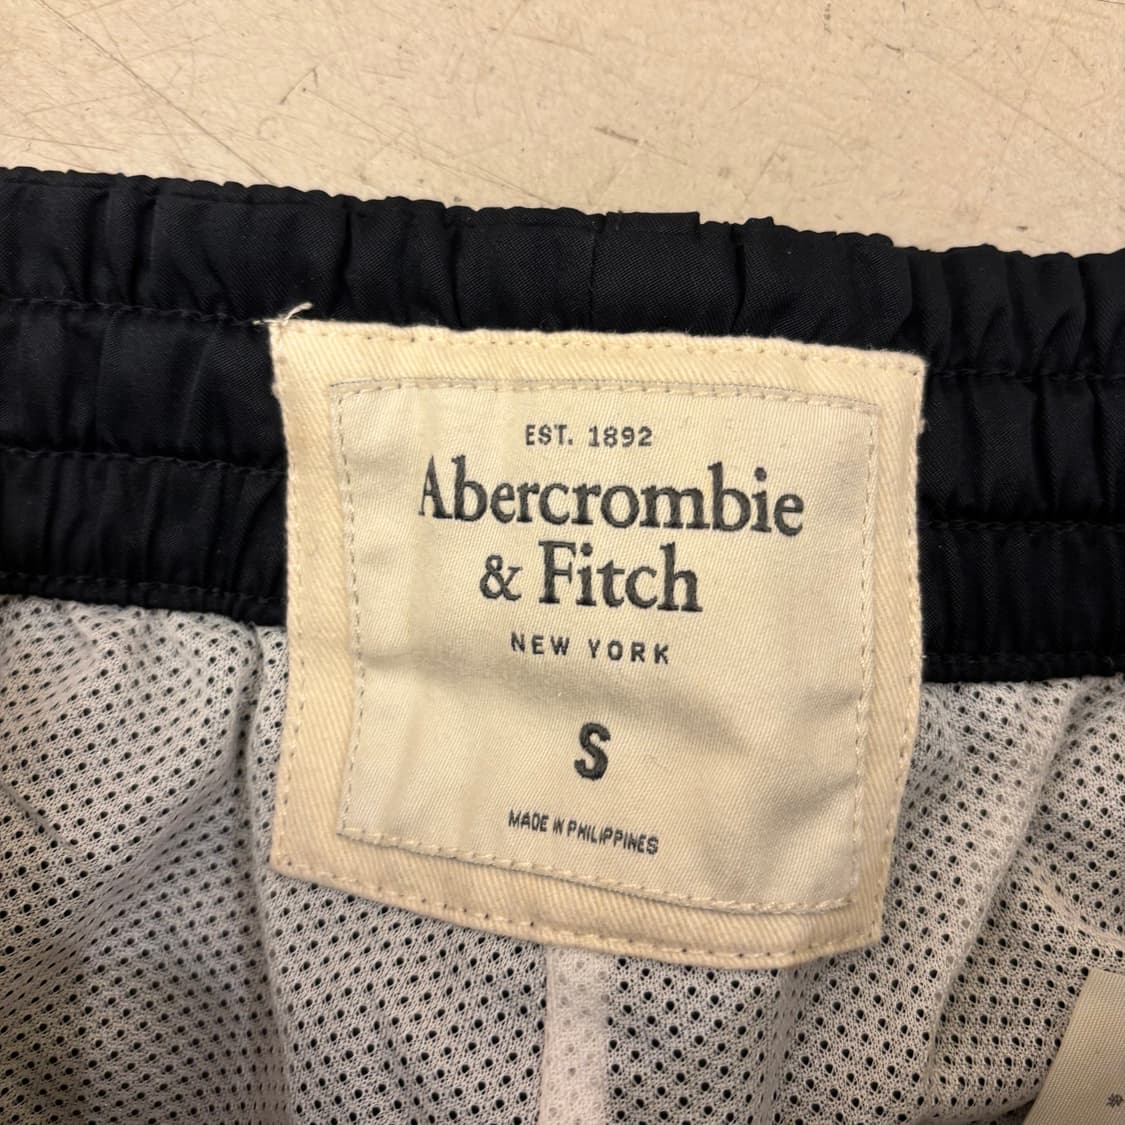 EST. 1892
Abercrombie
& Fitch
NEW YORK
S
MADE IN PHILIPPINES